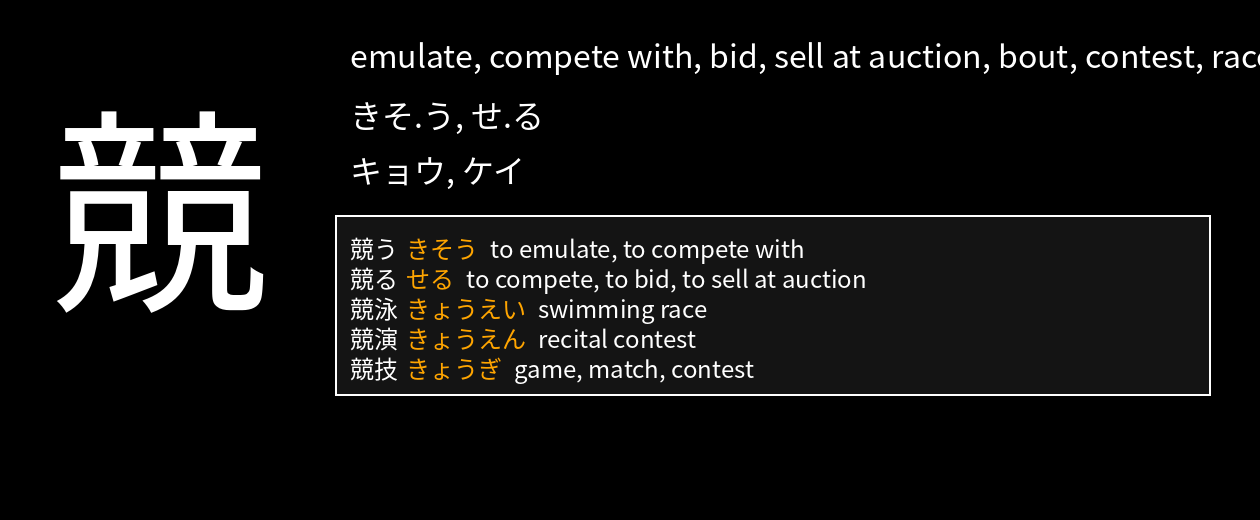 競
emulate, compete with, bid, sell at auction, bout, contest, race
きそ.う, せ.る
キョウ, ケイ
競う きそう to emulate, to compete with
競る せる to compete, to bid, to sell at auction
競泳 きょうえい swimming race
競演 きょうえん recital contest
競技 きょうぎ game, match, contest